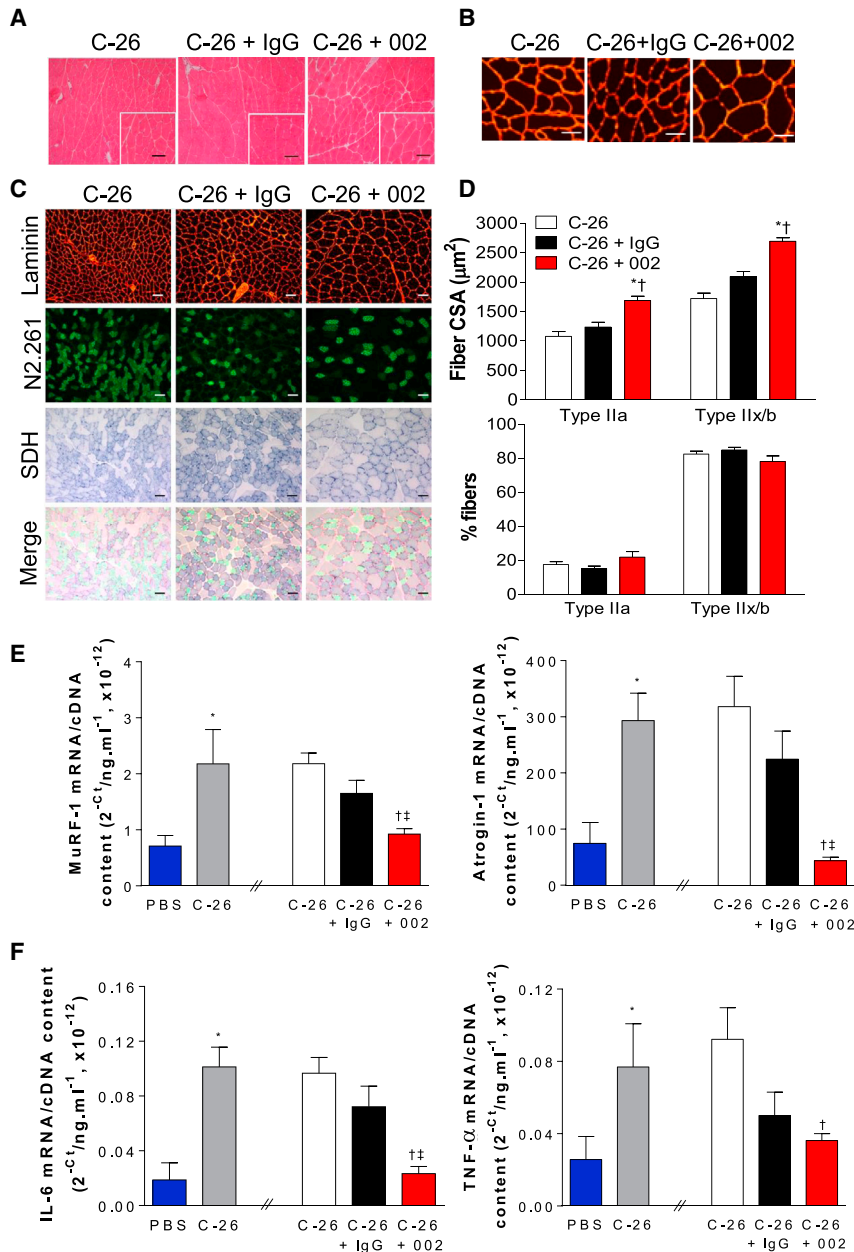 A
C-26
C-26 + IgG
C-26 + 002
B
C-26
C-26+IgG
C-26+002
C
C-26
C-26 + IgG
C-26 + 002
Laminin
N2.261
SDH
Merge
D
Fiber CSA (μm²)
3000
2500
2000
1500
1000
500
0
C-26
C-26 + IgG
C-26 + 002
*†
*†
Type IIa
Type IIx/b
% fibers
100
80
60
40
20
0
Type IIa
Type IIx/b
E
MuRF-1 mRNA/cDNA
content (2^-Ct/ng.ml^-1, x10^-12)
4
3
2
1
0
*
†‡
PBS
C-26
//
C-26
C-26
+ IgG
C-26
+ 002
Atrogin-1 mRNA/cDNA
content (2^-Ct/ng.ml^-1, x10^-12)
400
300
200
100
0
*
†‡
PBS
C-26
//
C-26
C-26
+ IgG
C-26
+ 002
F
IL-6 mRNA/cDNA content
(2^-Ct/ng.ml^-1, x10^-12)
0.16
0.12
0.08
0.04
0.00
*
†‡
PBS
C-26
//
C-26
C-26
+ IgG
C-26
+ 002
TNF-α mRNA/cDNA
content (2^-Ct/ng.ml^-1, x10^-12)
0.12
0.08
0.04
0.00
*
†
PBS
C-26
//
C-26
C-26
+ IgG
C-26
+ 002